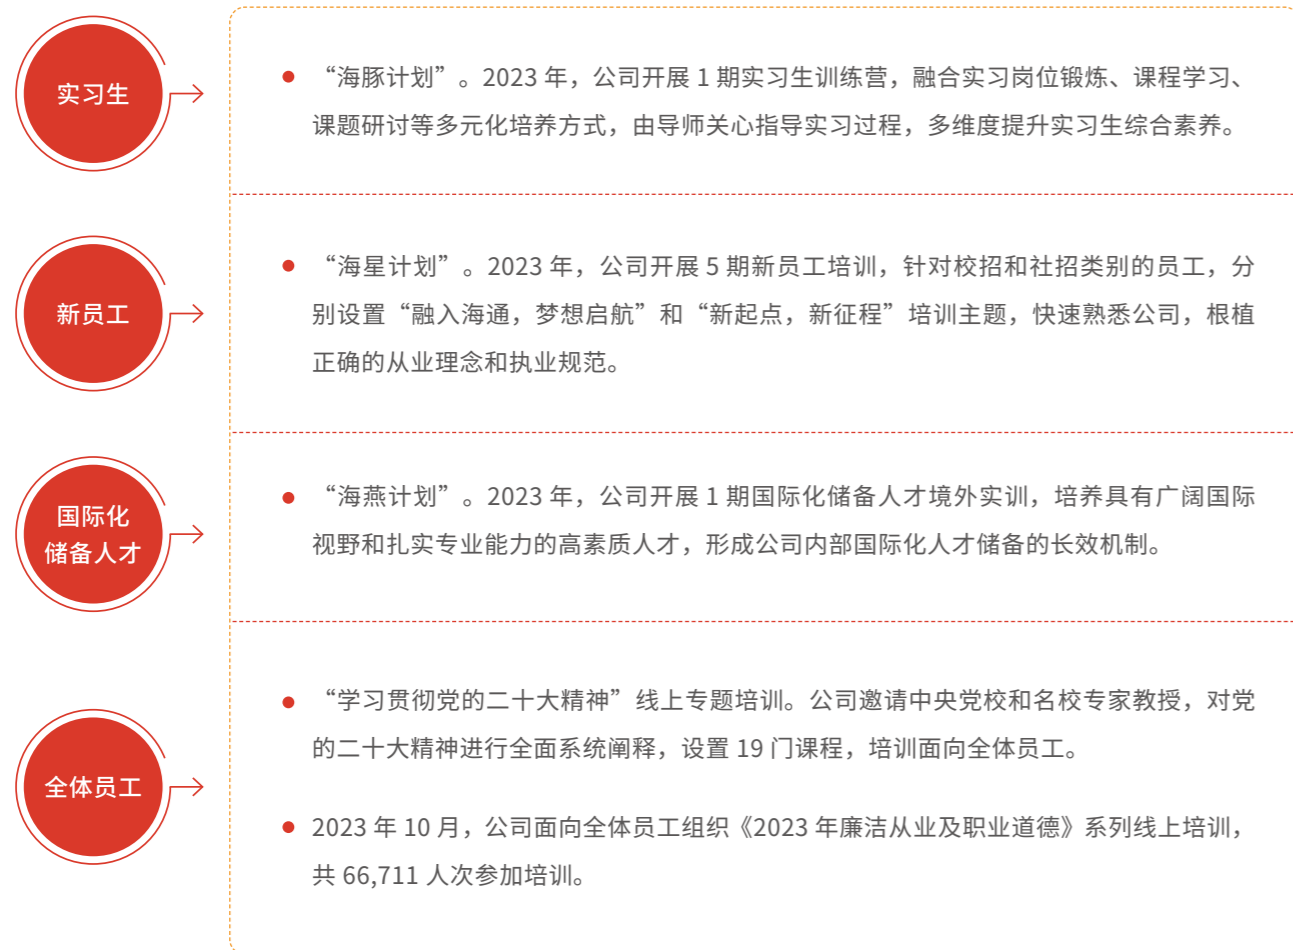 实习生
“海豚计划”。2023 年，公司开展 1 期实习生训练营，融合实习岗位锻炼、课程学习、
课题研讨等多元化培养方式，由导师关心指导实习过程，多维度提升实习生综合素养。
新员工
“海星计划”。2023 年，公司开展 5 期新员工培训，针对校招和社招类别的员工，分
别设置“融入海通，梦想启航”和“新起点，新征程”培训主题，快速熟悉公司，根植
正确的从业理念和执业规范。
国际化
储备人才
“海燕计划”。2023 年，公司开展 1 期国际化储备人才境外实训，培养具有广阔国际
视野和扎实专业能力的高素质人才，形成公司内部国际化人才储备的长效机制。
全体员工
“学习贯彻党的二十大精神”线上专题培训。公司邀请中央党校和名校专家教授，对党
的二十大精神进行全面系统阐释，设置 19 门课程，培训面向全体员工。
2023 年 10 月，公司面向全体员工组织《2023 年廉洁从业及职业道德》系列线上培训，
共 66,711 人次参加培训。